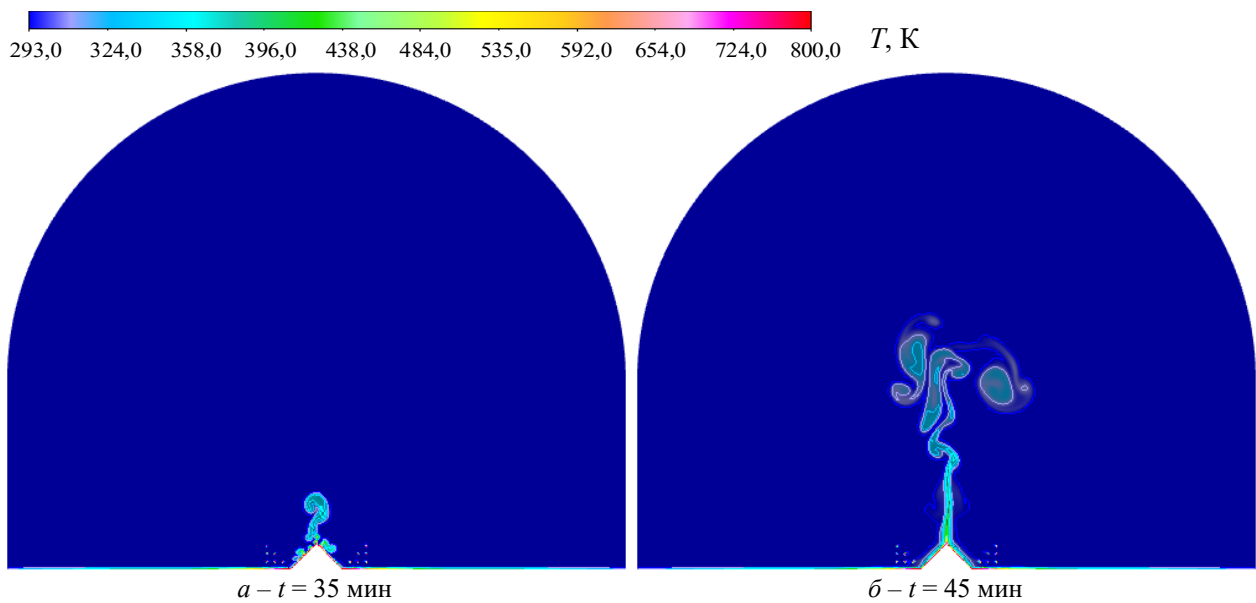 293,0 324,0 358,0 396,0 438,0 484,0 535,0 592,0 654,0 724,0 800,0 T, К
а – t = 35 мин
б – t = 45 мин